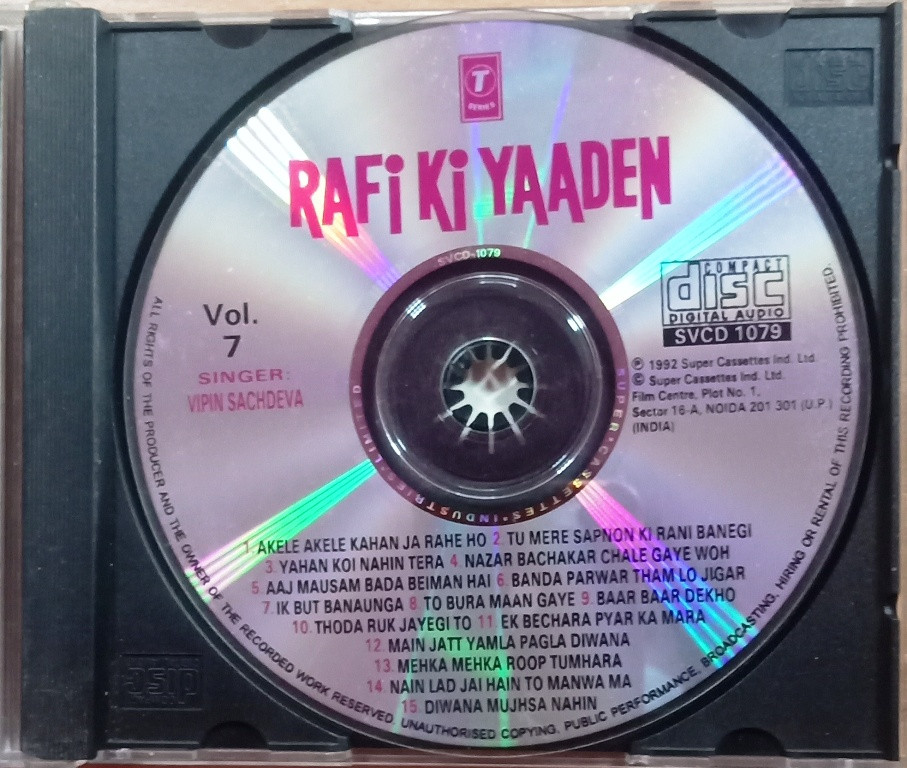 T
SERIES
RAFi Ki YAADEN
SVCD-1079
Vol.
7
SINGER:
VIPIN SACHDEVA
COMPACT
disc
DIGITAL AUDIO
SVCD 1079
℗ 1992 Super Cassettes Ind. Ltd.
© Super Cassettes Ind. Ltd.
Film Centre, Plot No. 1,
Sector 16-A, NOIDA 201 301 (U.P.)
(INDIA)
SUPER•CASSETTES•INDUSTRIES•LIMITED
1. AKELE AKELE KAHAN JA RAHE HO 2. TU MERE SAPNON KI RANI BANEGI
3. YAHAN KOI NAHIN TERA 4. NAZAR BACHAKAR CHALE GAYE WOH
5. AAJ MAUSAM BADA BEIMAN HAI 6. BANDA PARWAR THAM LO JIGAR
7. IK BUT BANAUNGA 8. TO BURA MAAN GAYE 9. BAAR BAAR DEKHO
10. THODA RUK JAYEGI TO 11. EK BECHARA PYAR KA MARA
12. MAIN JATT YAMLA PAGLA DIWANA
13. MEHKA MEHKA ROOP TUMHARA
14. NAIN LAD JAI HAIN TO MANWA MA
15. DIWANA MUJHSA NAHIN
ALL RIGHTS OF THE PRODUCER AND THE OWNER OF THE RECORDED WORK RESERVED. UNAUTHORISED COPYING, PUBLIC PERFORMANCE, BROADCASTING, HIRING OR RENTAL OF THIS RECORDING PROHIBITED.
disc
disc